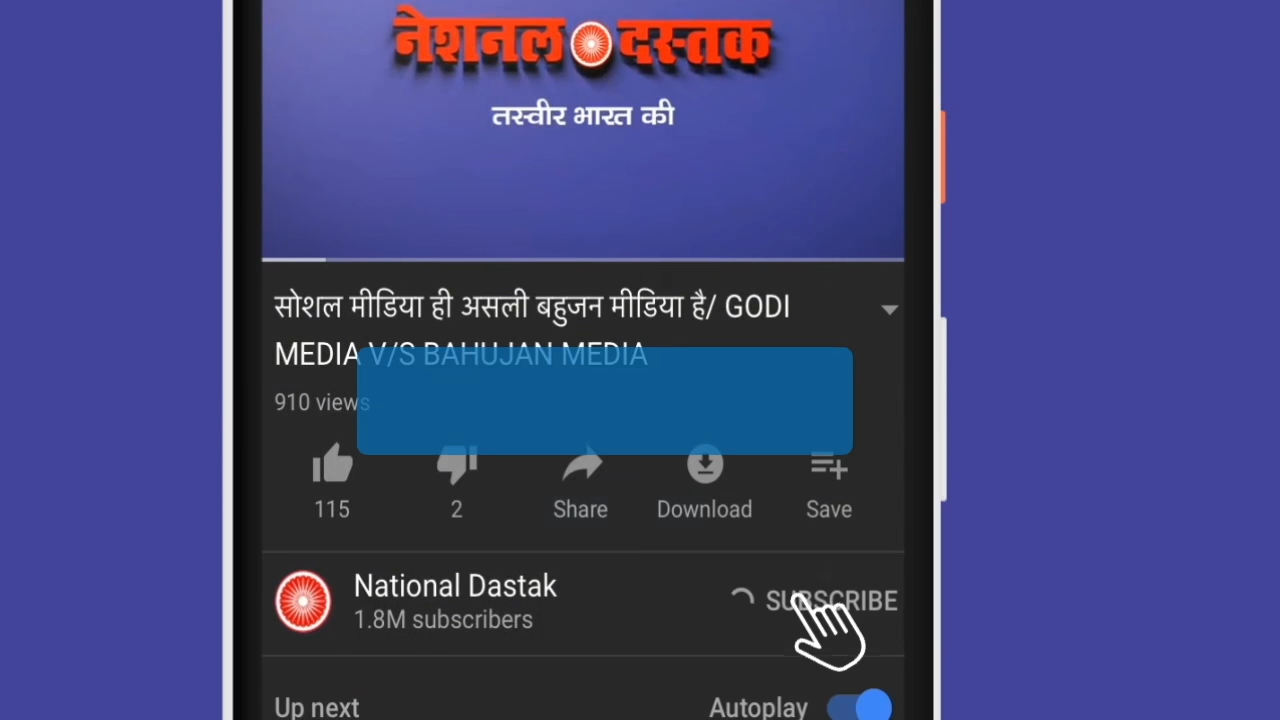 नेशनल दस्तक
तस्वीर भारत की
सोशल मीडिया ही असली बहुजन मीडिया है/ GODI
MEDIA V/S BAHUJAN MEDIA
910 views
115
2
Share
Download
Save
National Dastak
1.8M subscribers
SUBSCRIBE
Up next
Autoplay